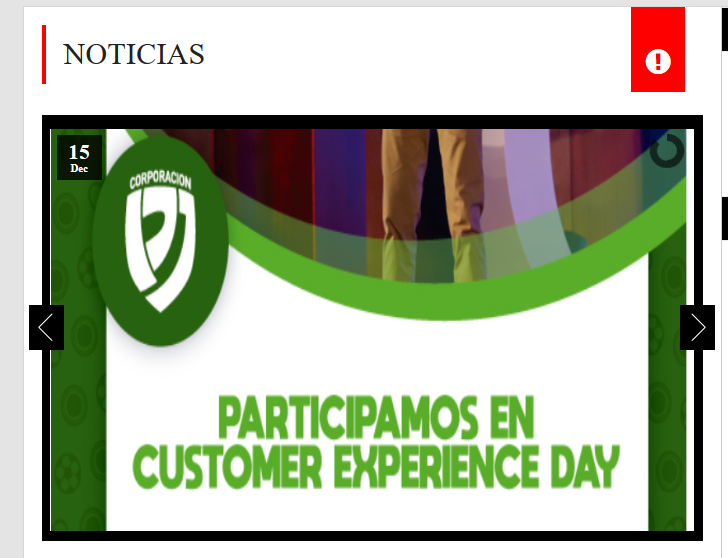 NOTICIAS
15
Dec
CORPORACION
PARTICIPAMOS EN
CUSTOMER EXPERIENCE DAY